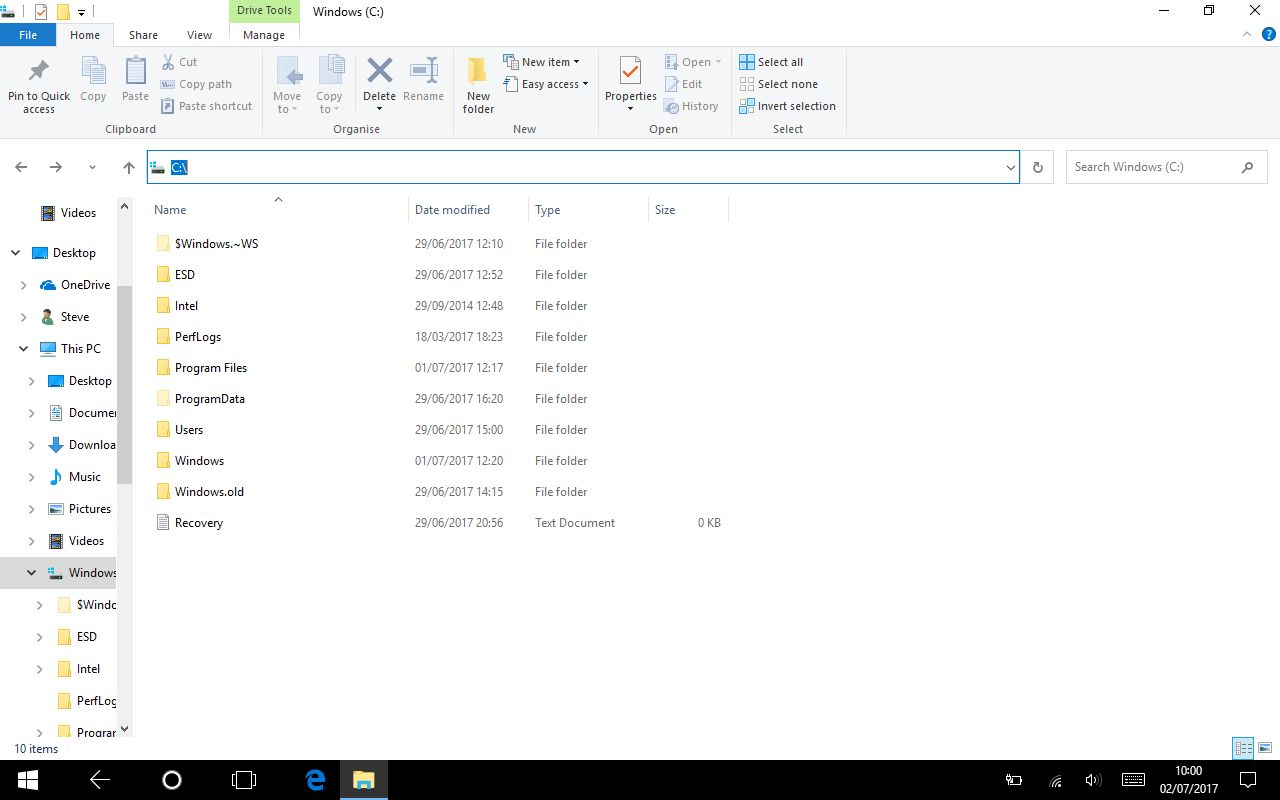 Drive Tools
Windows (C:)
File
Home
Share
View
Manage
Pin to Quick access
Copy
Paste
Cut
Copy path
Paste shortcut
Clipboard
Move to
Copy to
Delete
Rename
Organise
New folder
New item
Easy access
New
Properties
Open
Edit
History
Open
Select all
Select none
Invert selection
Select
C:\
Search Windows (C:)
Videos
Desktop
OneDrive
Steve
This PC
Desktop
Documen
Downloa
Music
Pictures
Videos
Windows
$Windo
ESD
Intel
PerfLog
Program
Name Date modified Type Size
$Windows.~WS 29/06/2017 12:10 File folder
ESD 29/06/2017 12:52 File folder
Intel 29/09/2014 12:48 File folder
PerfLogs 18/03/2017 18:23 File folder
Program Files 01/07/2017 12:17 File folder
ProgramData 29/06/2017 16:20 File folder
Users 29/06/2017 15:00 File folder
Windows 01/07/2017 12:20 File folder
Windows.old 29/06/2017 14:15 File folder
Recovery 29/06/2017 20:56 Text Document 0 KB
10 items
10:00
02/07/2017